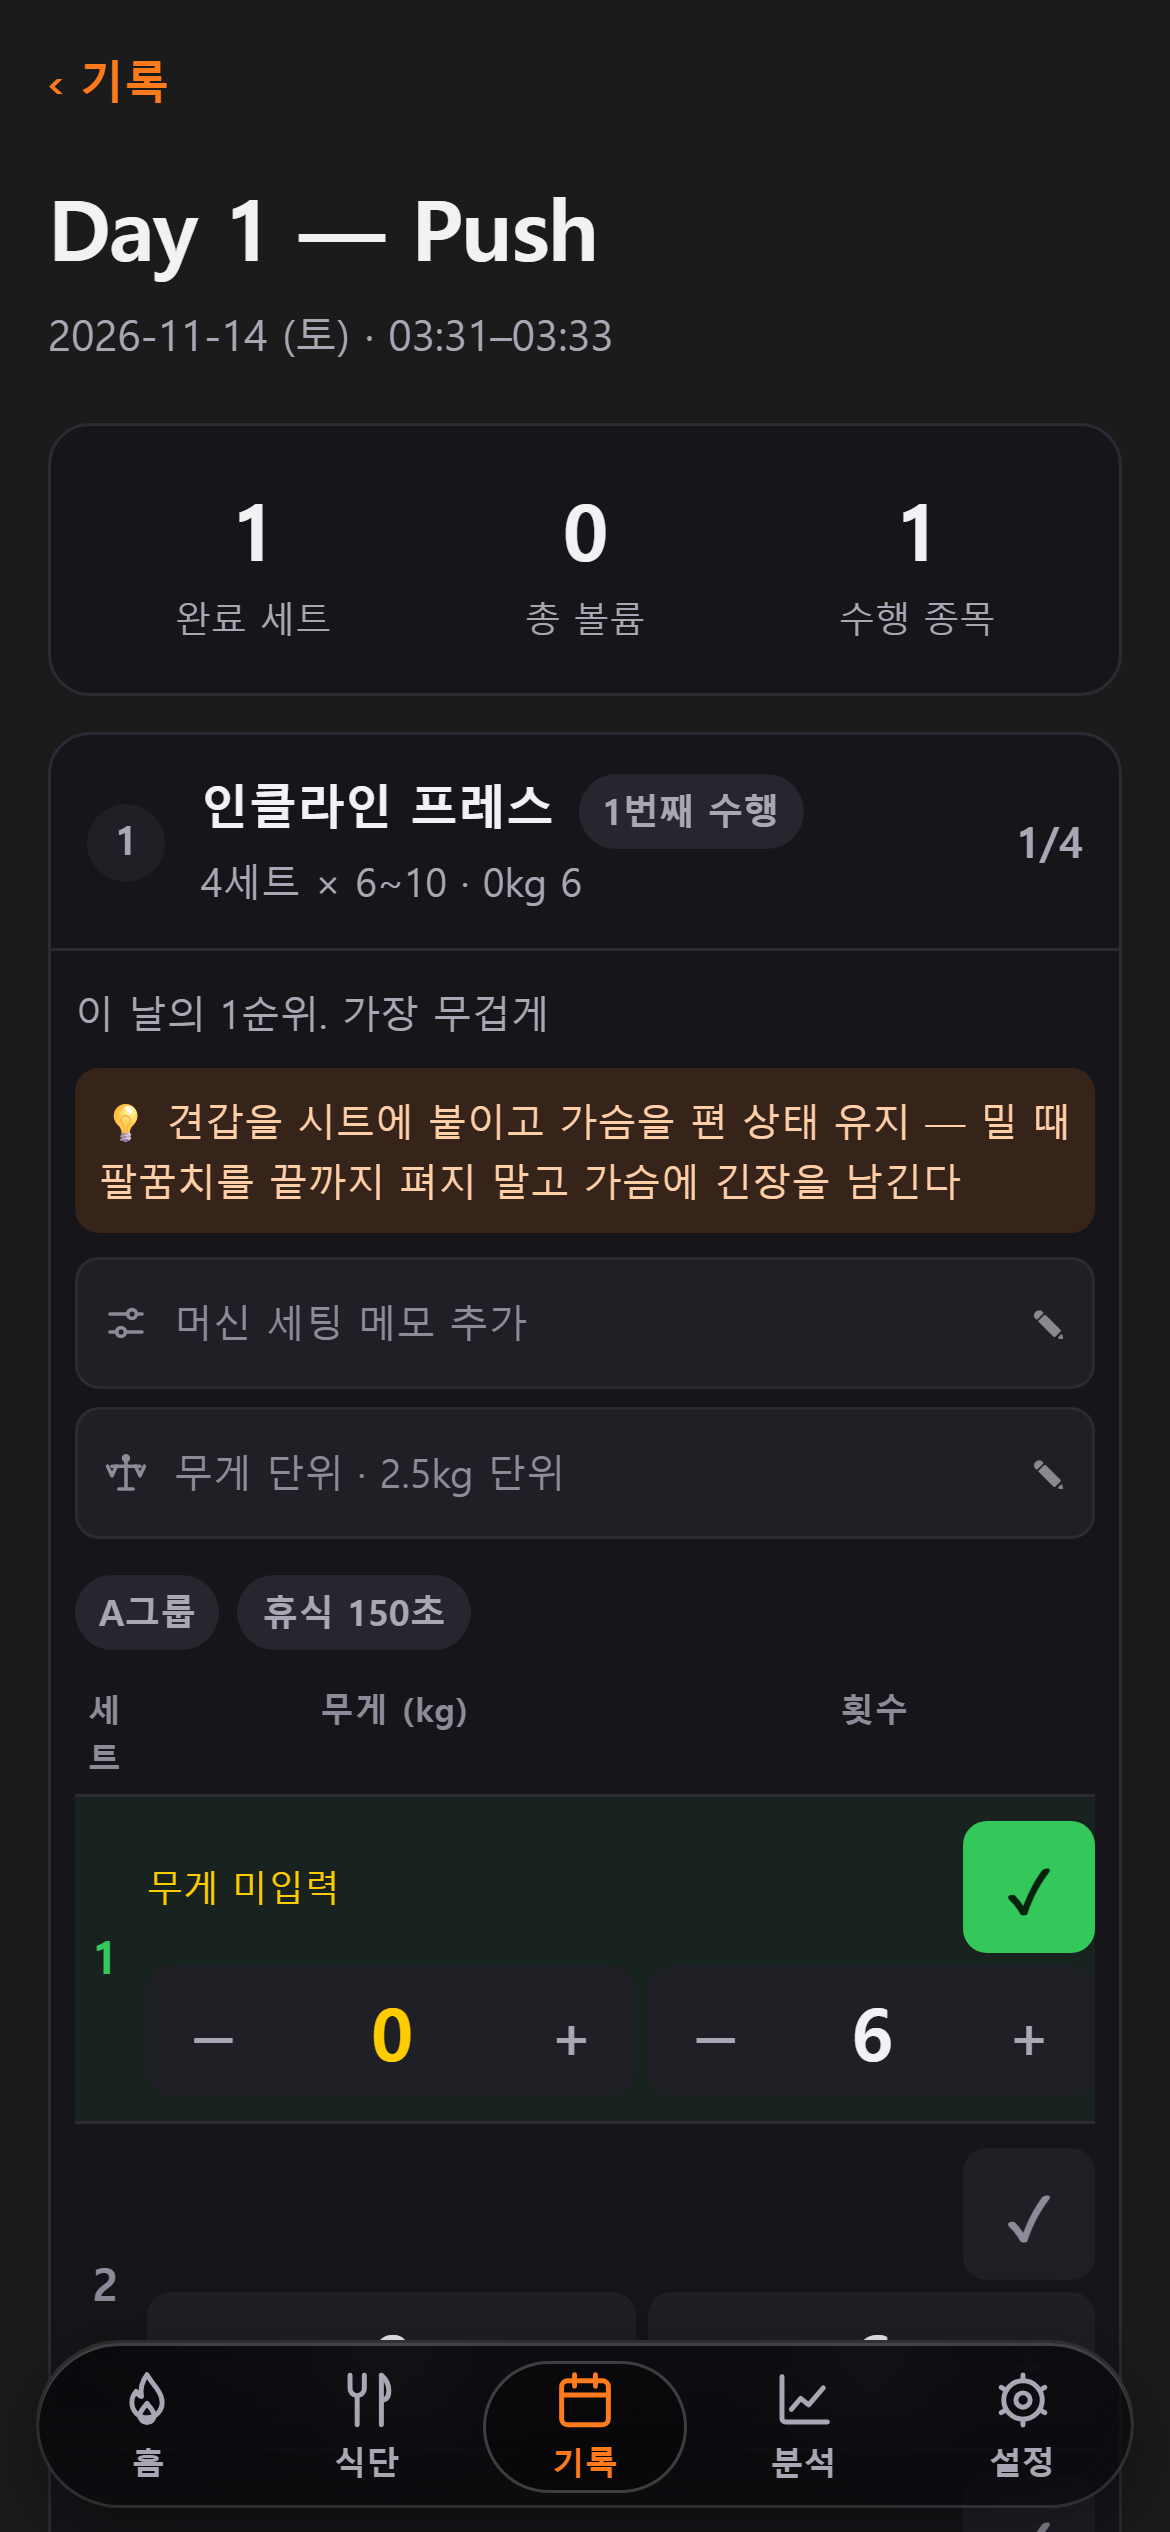 ‹ 기록
Day 1 — Push
2026-11-14 (토) · 03:31–03:33
1 0 1
완료 세트 총 볼륨 수행 종목
1 인클라인 프레스 1번째 수행 1/4
4세트 × 6~10 · 0kg 6
이 날의 1순위. 가장 무겁게
💡 견갑을 시트에 붙이고 가슴을 편 상태 유지 — 밀 때
팔꿈치를 끝까지 펴지 말고 가슴에 긴장을 남긴다
머신 세팅 메모 추가
무게 단위 · 2.5kg 단위
A그룹 휴식 150초
세트 무게 (kg) 횟수
무게 미입력 ✓
1 — 0 + — 6 +
✓
2
홈 식단 기록 분석 설정